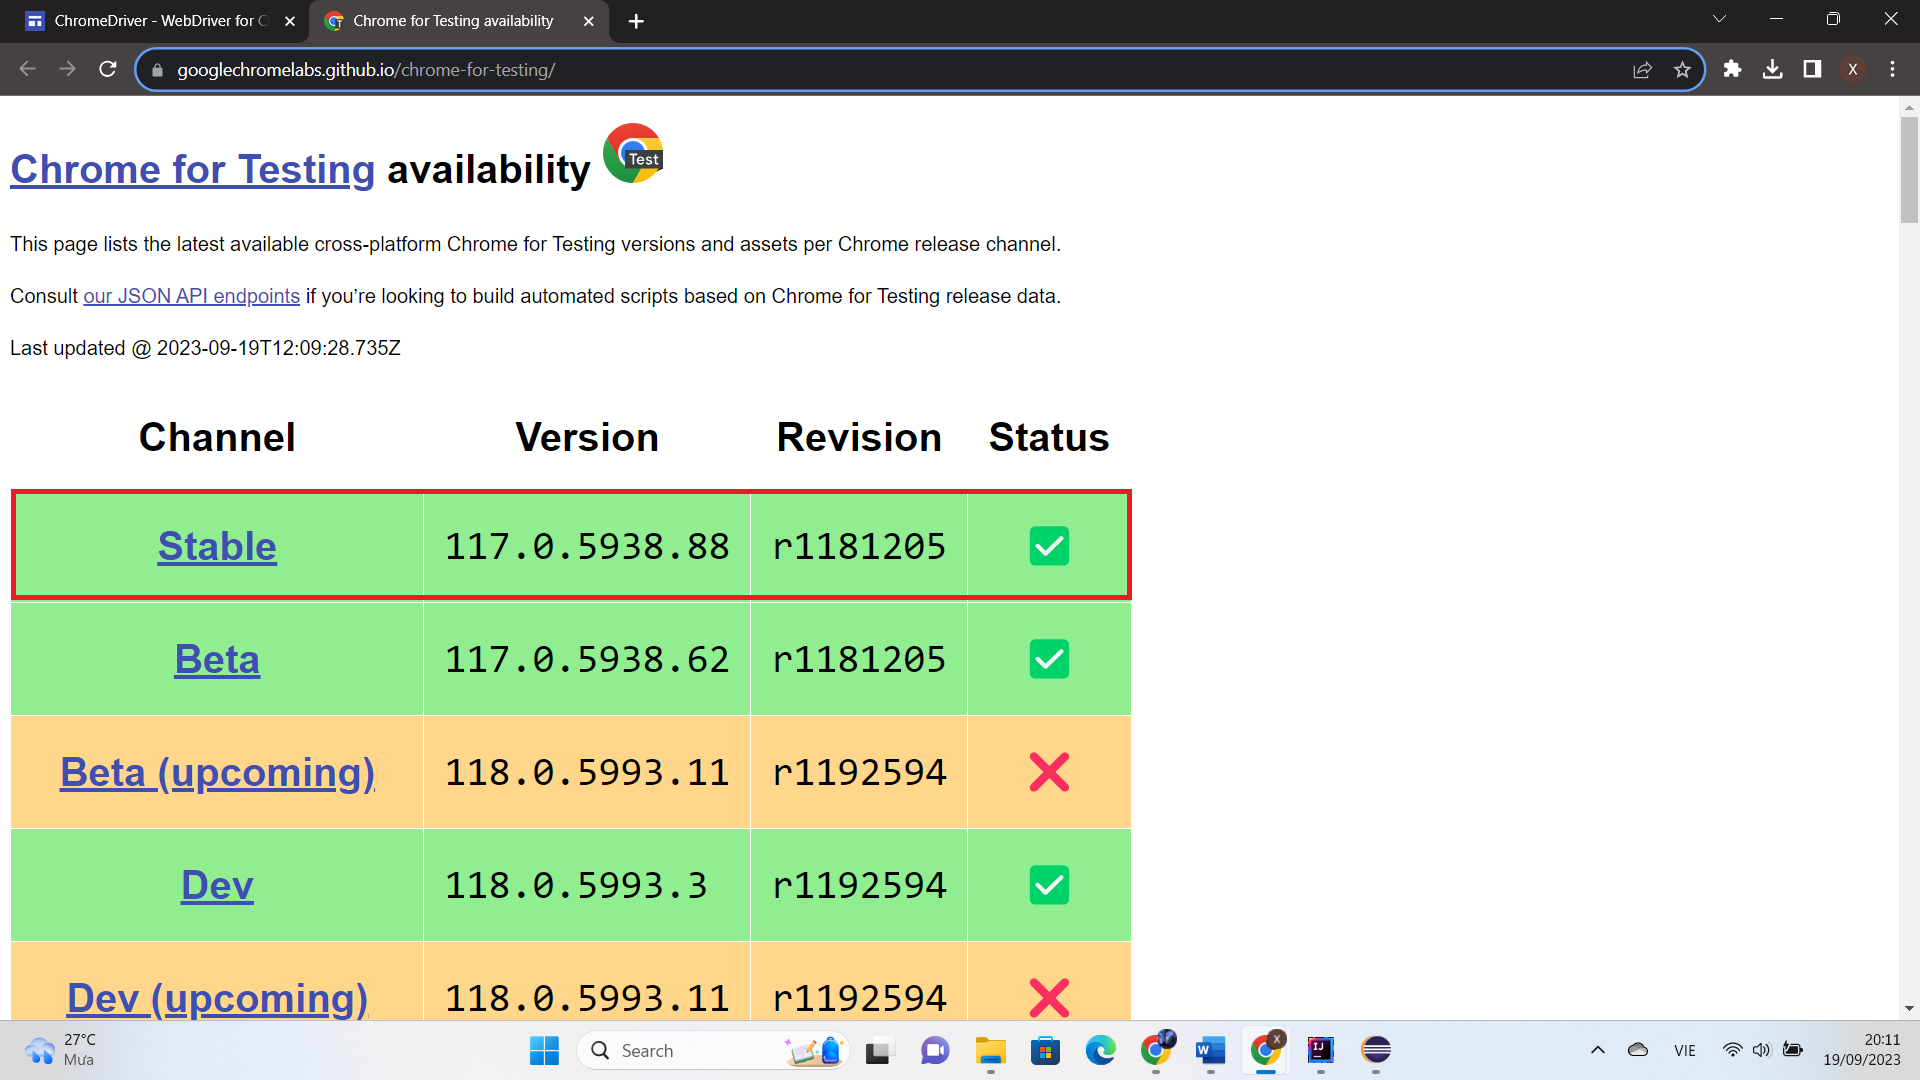 ChromeDriver - WebDriver for C
Chrome for Testing availability
googlechromelabs.github.io/chrome-for-testing/
X
Chrome for Testing availability
Test
This page lists the latest available cross-platform Chrome for Testing versions and assets per Chrome release channel.
Consult our JSON API endpoints if you’re looking to build automated scripts based on Chrome for Testing release data.
Last updated @ 2023-09-19T12:09:28.735Z
Channel Version Revision Status
Stable 117.0.5938.88 r1181205
Beta 117.0.5938.62 r1181205
Beta (upcoming) 118.0.5993.11 r1192594
Dev 118.0.5993.3 r1192594
Dev (upcoming) 118.0.5993.11 r1192594
27°C
Mưa
Search
W
X
IJ
VIE
20:11
19/09/2023